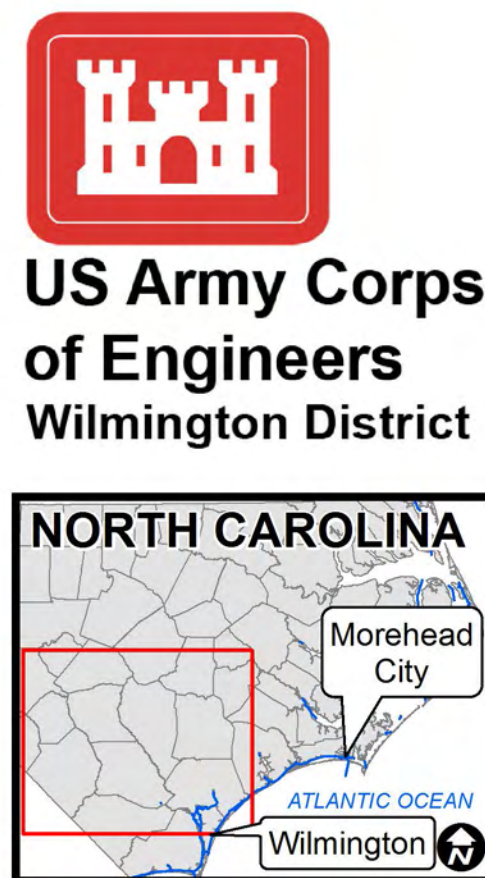 US Army Corps
of Engineers
Wilmington District
NORTH CAROLINA
Morehead
City
ATLANTIC OCEAN
Wilmington
N